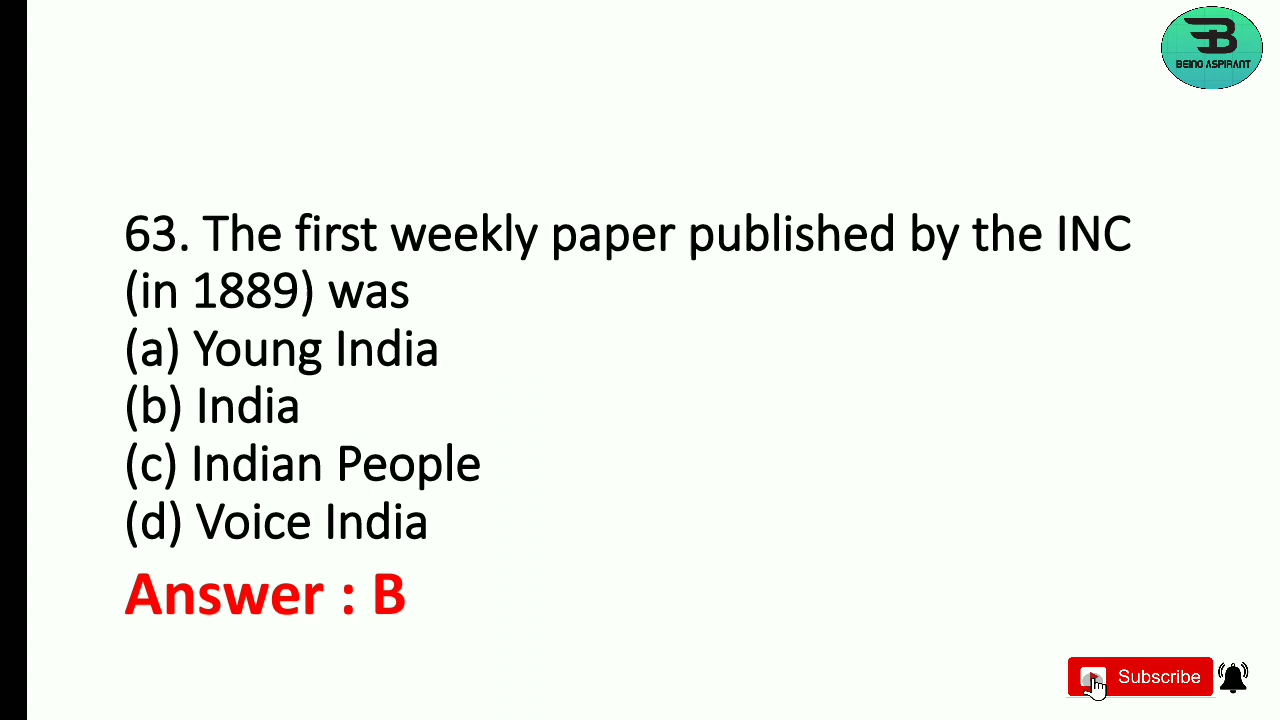 BEING ASPIRANT
63. The first weekly paper published by the INC
(in 1889) was
(a) Young India
(b) India
(c) Indian People
(d) Voice India
Answer : B
Subscribe